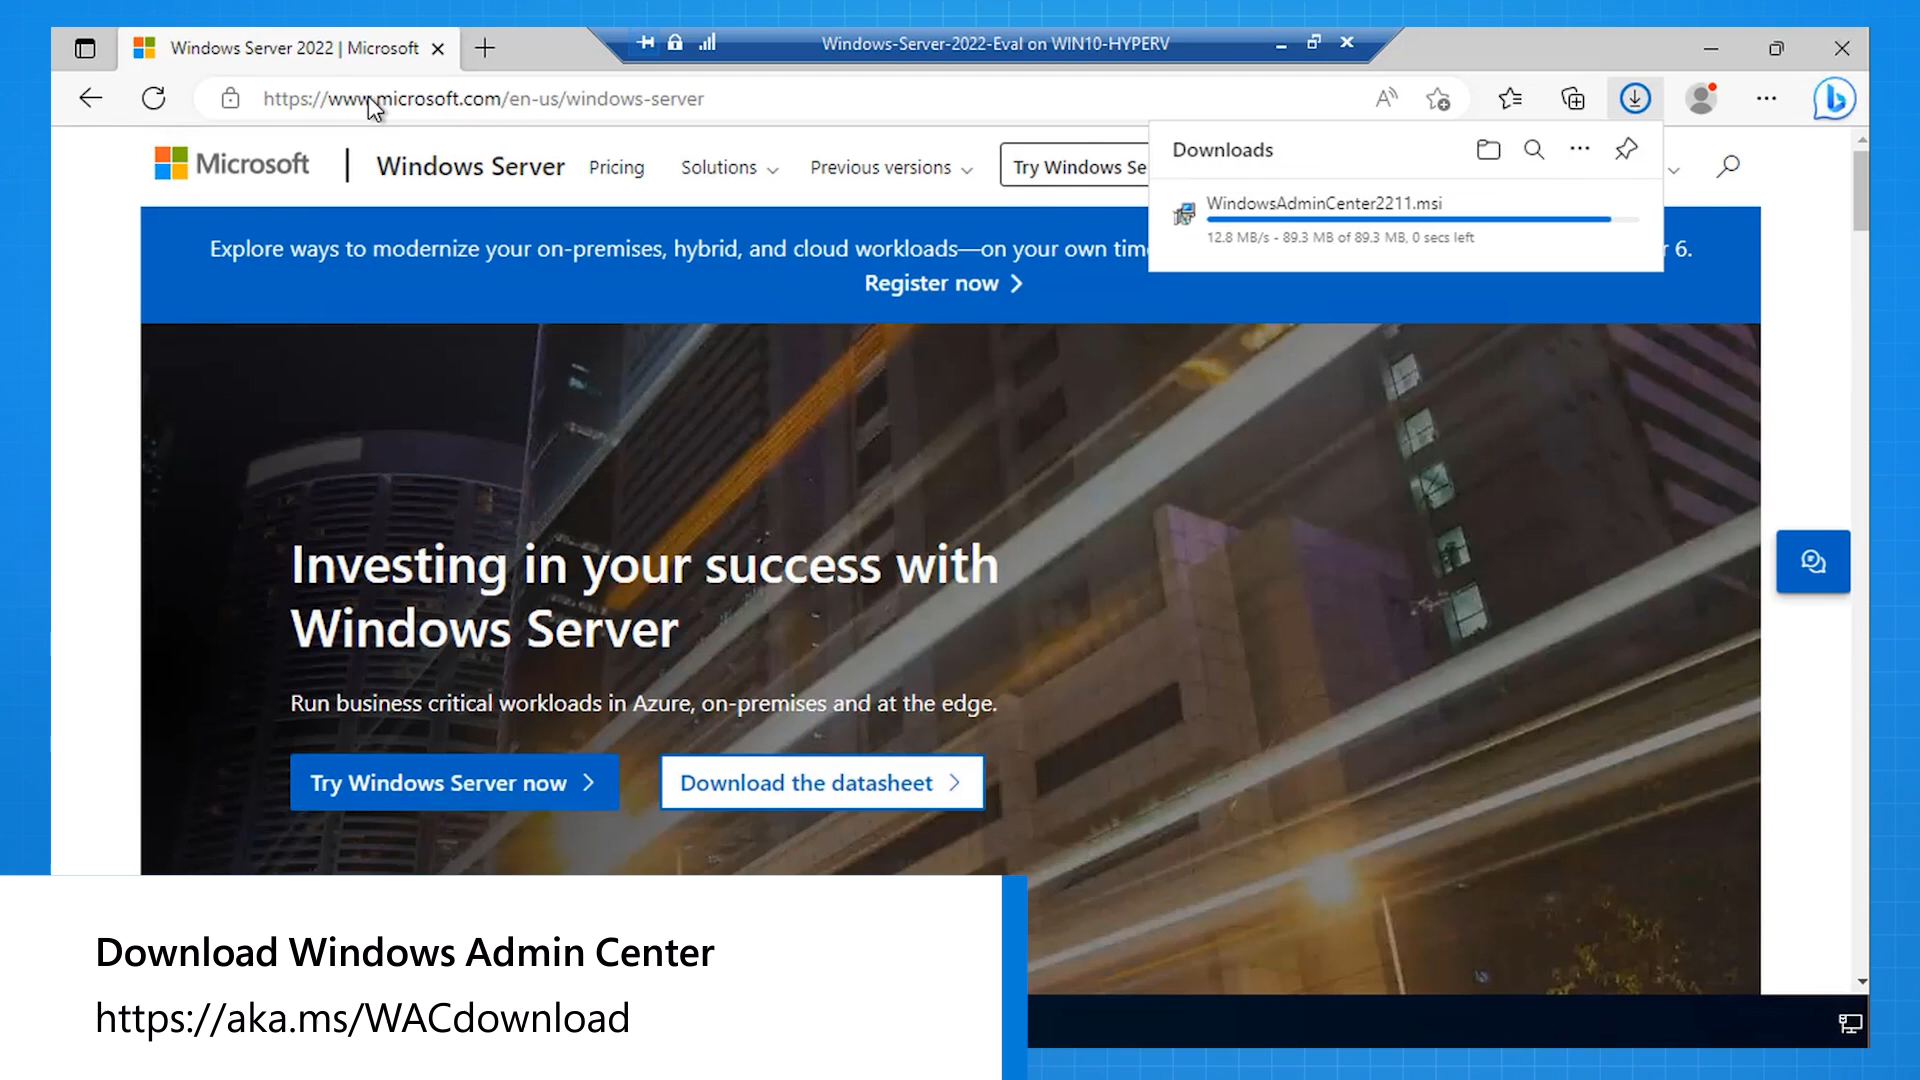 Windows Server 2022 | Microsoft
Windows-Server-2022-Eval on WIN10-HYPERV
https://www.microsoft.com/en-us/windows-server
Microsoft
Windows Server
Pricing
Solutions
Previous versions
Try Windows Se
Downloads
WindowsAdminCenter2211.msi
12.8 MB/s - 89.3 MB of 89.3 MB, 0 secs left
Explore ways to modernize your on-premises, hybrid, and cloud workloads—on your own tim
r 6.
Register now
Investing in your success with
Windows Server
Run business critical workloads in Azure, on-premises and at the edge.
Try Windows Server now
Download the datasheet
Download Windows Admin Center
https://aka.ms/WACdownload